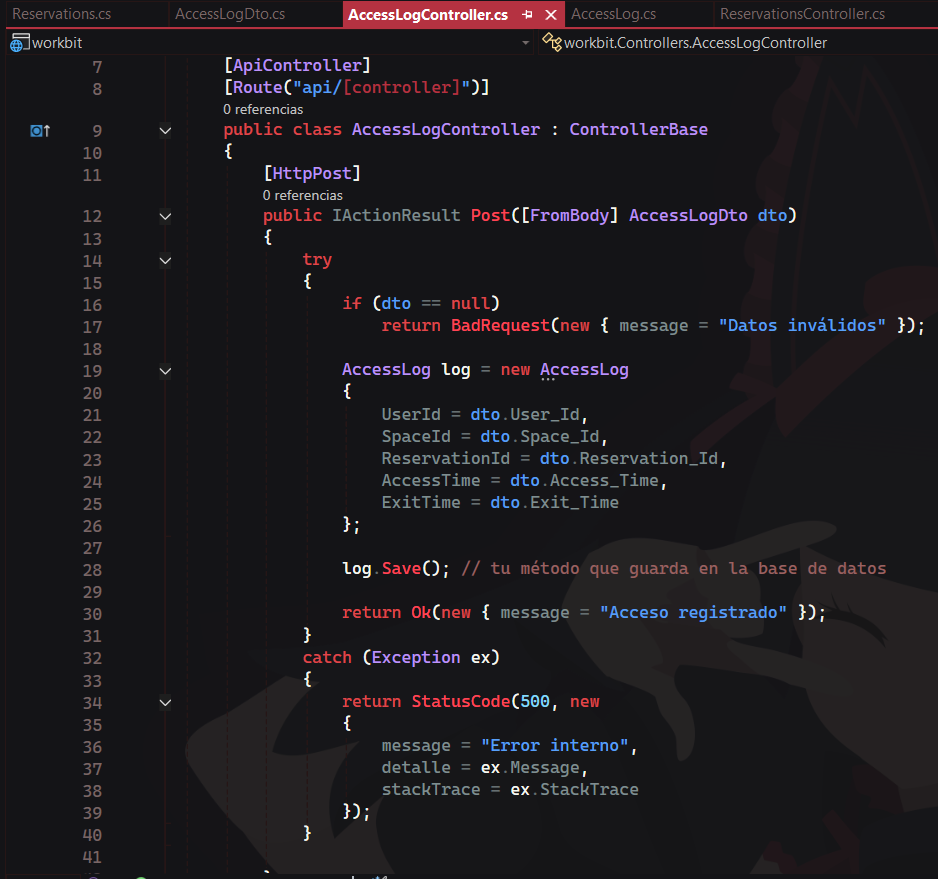 Reservations.cs AccessLogDto.cs AccessLogController.cs AccessLog.cs ReservationsController.cs
workbit workbit.Controllers.AccessLogController
7 [ApiController]
8 [Route("api/[controller]")]
0 referencias
9 public class AccessLogController : ControllerBase
10 {
11 [HttpPost]
0 referencias
12 public IActionResult Post([FromBody] AccessLogDto dto)
13 {
14 try
15 {
16 if (dto == null)
17 return BadRequest(new { message = "Datos inválidos" });
18
19 AccessLog log = new AccessLog
20 {
21 UserId = dto.User_Id,
22 SpaceId = dto.Space_Id,
23 ReservationId = dto.Reservation_Id,
24 AccessTime = dto.Access_Time,
25 ExitTime = dto.Exit_Time
26 };
27
28 log.Save(); // tu método que guarda en la base de datos
29
30 return Ok(new { message = "Acceso registrado" });
31 }
32 catch (Exception ex)
33 {
34 return StatusCode(500, new
35 {
36 message = "Error interno",
37 detalle = ex.Message,
38 stackTrace = ex.StackTrace
39 });
40 }
41